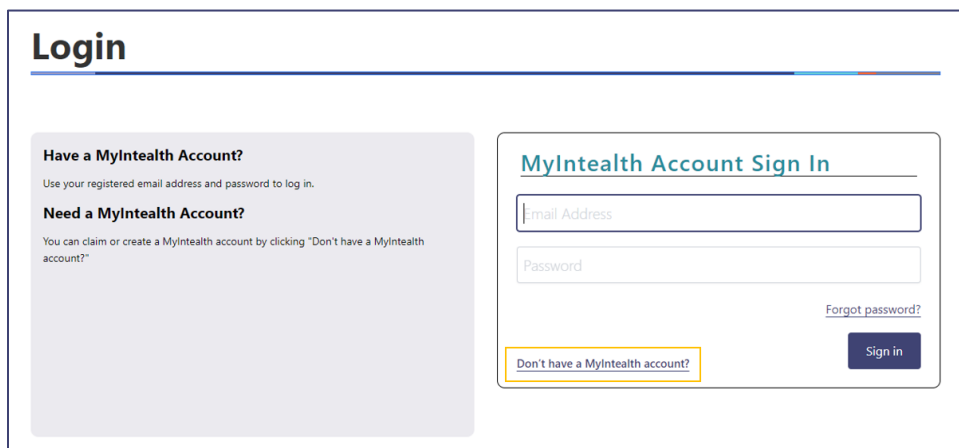 Login
Have a MyIntealth Account?
Use your registered email address and password to log in.
Need a MyIntealth Account?
You can claim or create a MyIntealth account by clicking "Don't have a MyIntealth
account?"
MyIntealth Account Sign In
Email Address
Password
Forgot password?
Sign in
Don't have a MyIntealth account?